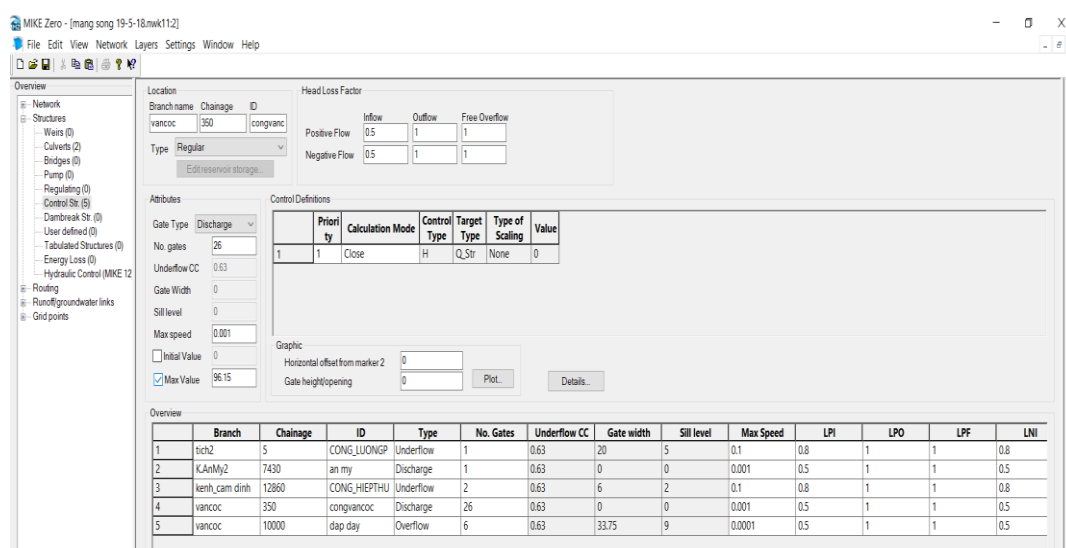 MIKE Zero - [mang song 19-5-18.nwk11:2]
File Edit View Network Layers Settings Window Help
Overview
Network
Structures
Weirs (0)
Culverts (2)
Bridges (0)
Pump (0)
Regulating (0)
Control Str. (5)
Dambreak Str. (0)
User defined (0)
Tabulated Structures (0)
Energy Loss (0)
Hydraulic Control (MIKE 12
Routing
Runoff/groundwater links
Grid points
Location
Branch name Chainage ID
vancoc 350 congvanc
Type Regular
Edit reservoir storage...
Head Loss Factor
Inflow Outflow Free Overflow
Positive Flow 0.5 1 1
Negative Flow 0.5 1 1
Attributes
Gate Type Discharge
No. gates 26
Underflow CC 0.63
Gate Width 0
Sill level 0
Max speed 0.001
Initial Value 0
Max Value 96.15
Control Definitions
Priori Calculation Mode Control Target Type of Value
ty Type Type Scaling
1 1 Close H Q_Str None 0
Graphic
Horizontal offset from marker 2 0
Gate height/opening 0
Plot... Details...
Overview
Branch Chainage ID Type No. Gates Underflow CC Gate width Sill level Max Speed LPI LPO LPF LNI
1 tich2 5 CONG_LUONGP Underflow 1 0.63 20 5 0.1 0.8 1 1 0.8
2 K.AnMy2 7430 an my Discharge 1 0.63 0 0 0.001 0.5 1 1 0.5
3 kenh_cam dinh 12860 CONG_HIEPTHU Underflow 2 0.63 6 2 0.1 0.8 1 1 0.8
4 vancoc 350 congvancoc Discharge 26 0.63 0 0 0.001 0.5 1 1 0.5
5 vancoc 10000 dap day Overflow 6 0.63 33.75 9 0.0001 0.5 1 1 0.5